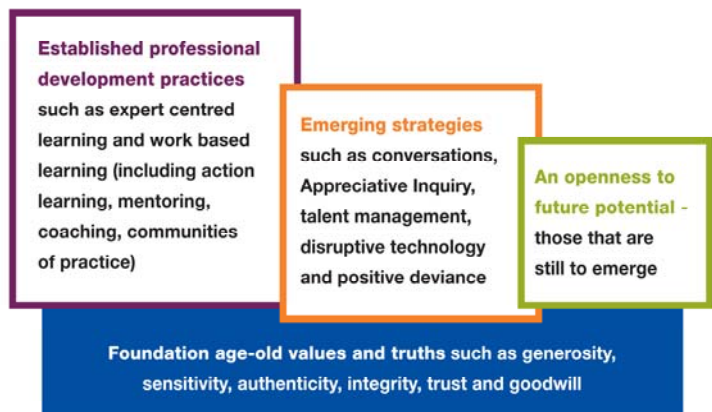 Established professional
development practices
such as expert centred
learning and work based
learning (including action
learning, mentoring,
coaching, communities
of practice)
Emerging strategies
such as conversations,
Appreciative Inquiry,
talent management,
disruptive technology
and positive deviance
An openness to
future potential -
those that are
still to emerge
Foundation age-old values and truths such as generosity,
sensitivity, authenticity, integrity, trust and goodwill